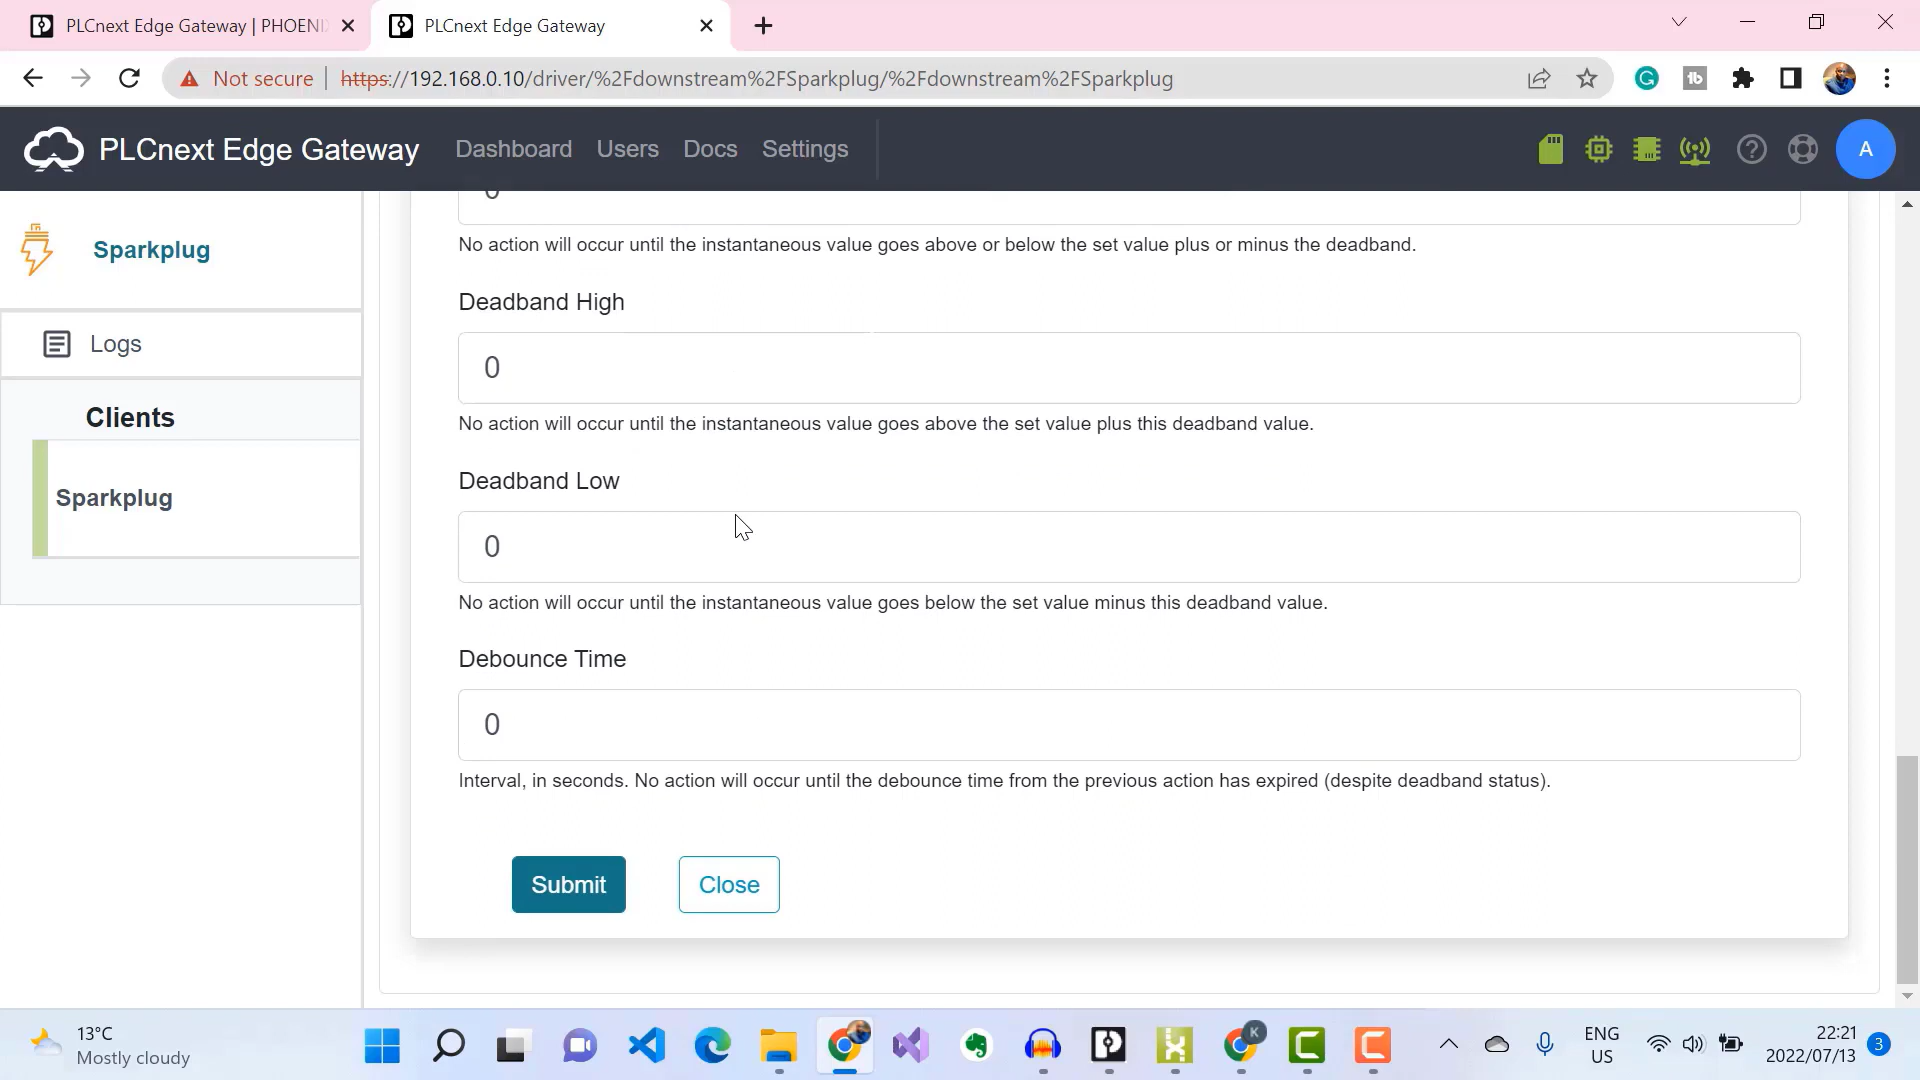 PLCnext Edge Gateway | PHOENI
PLCnext Edge Gateway
Not secure
https://192.168.0.10/driver/%2Fdownstream%2FSparkplug/%2Fdownstream%2FSparkplug
PLCnext Edge Gateway
Dashboard
Users
Docs
Settings
A
Sparkplug
Logs
Clients
Sparkplug
0
No action will occur until the instantaneous value goes above or below the set value plus or minus the deadband.
Deadband High
0
No action will occur until the instantaneous value goes above the set value plus this deadband value.
Deadband Low
0
No action will occur until the instantaneous value goes below the set value minus this deadband value.
Debounce Time
0
Interval, in seconds. No action will occur until the debounce time from the previous action has expired (despite deadband status).
Submit
Close
13°C
Mostly cloudy
K
ENG
US
22:21
2022/07/13
3